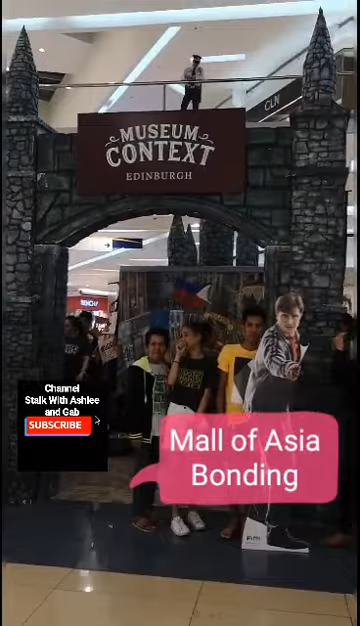 CLN
MUSEUM
CONTEXT
EDINBURGH
Channel
Stalk With Ashlee
and Gab
SUBSCRIBE
Mall of Asia
Bonding